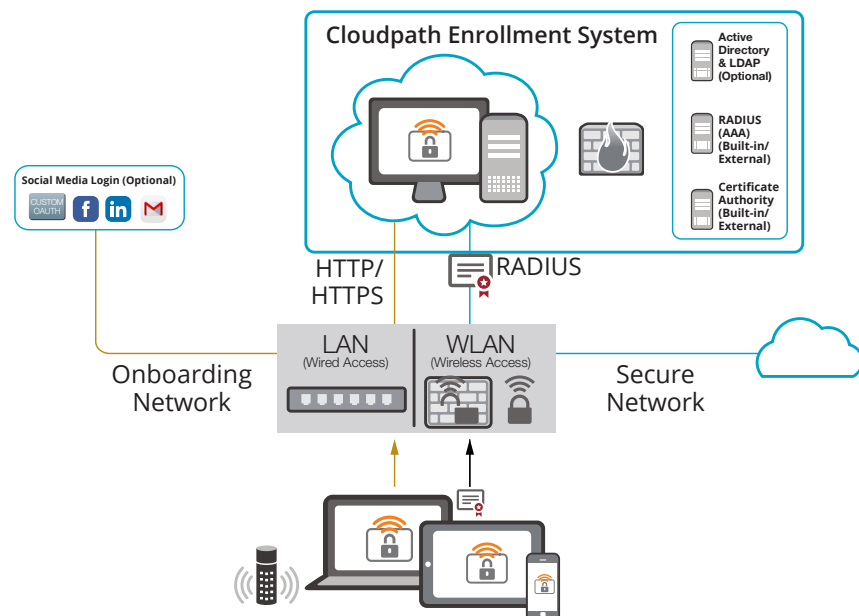 Cloudpath Enrollment System
Active
Directory
& LDAP
(Optional)
RADIUS
(AAA)
(Built-in/
External)
Certificate
Authority
(Built-in/
External)
Social Media Login (Optional)
CUSTOM
OAUTH
f
in
M
HTTP/
HTTPS
RADIUS
LAN
(Wired Access)
WLAN
(Wireless Access)
Onboarding
Network
Secure
Network